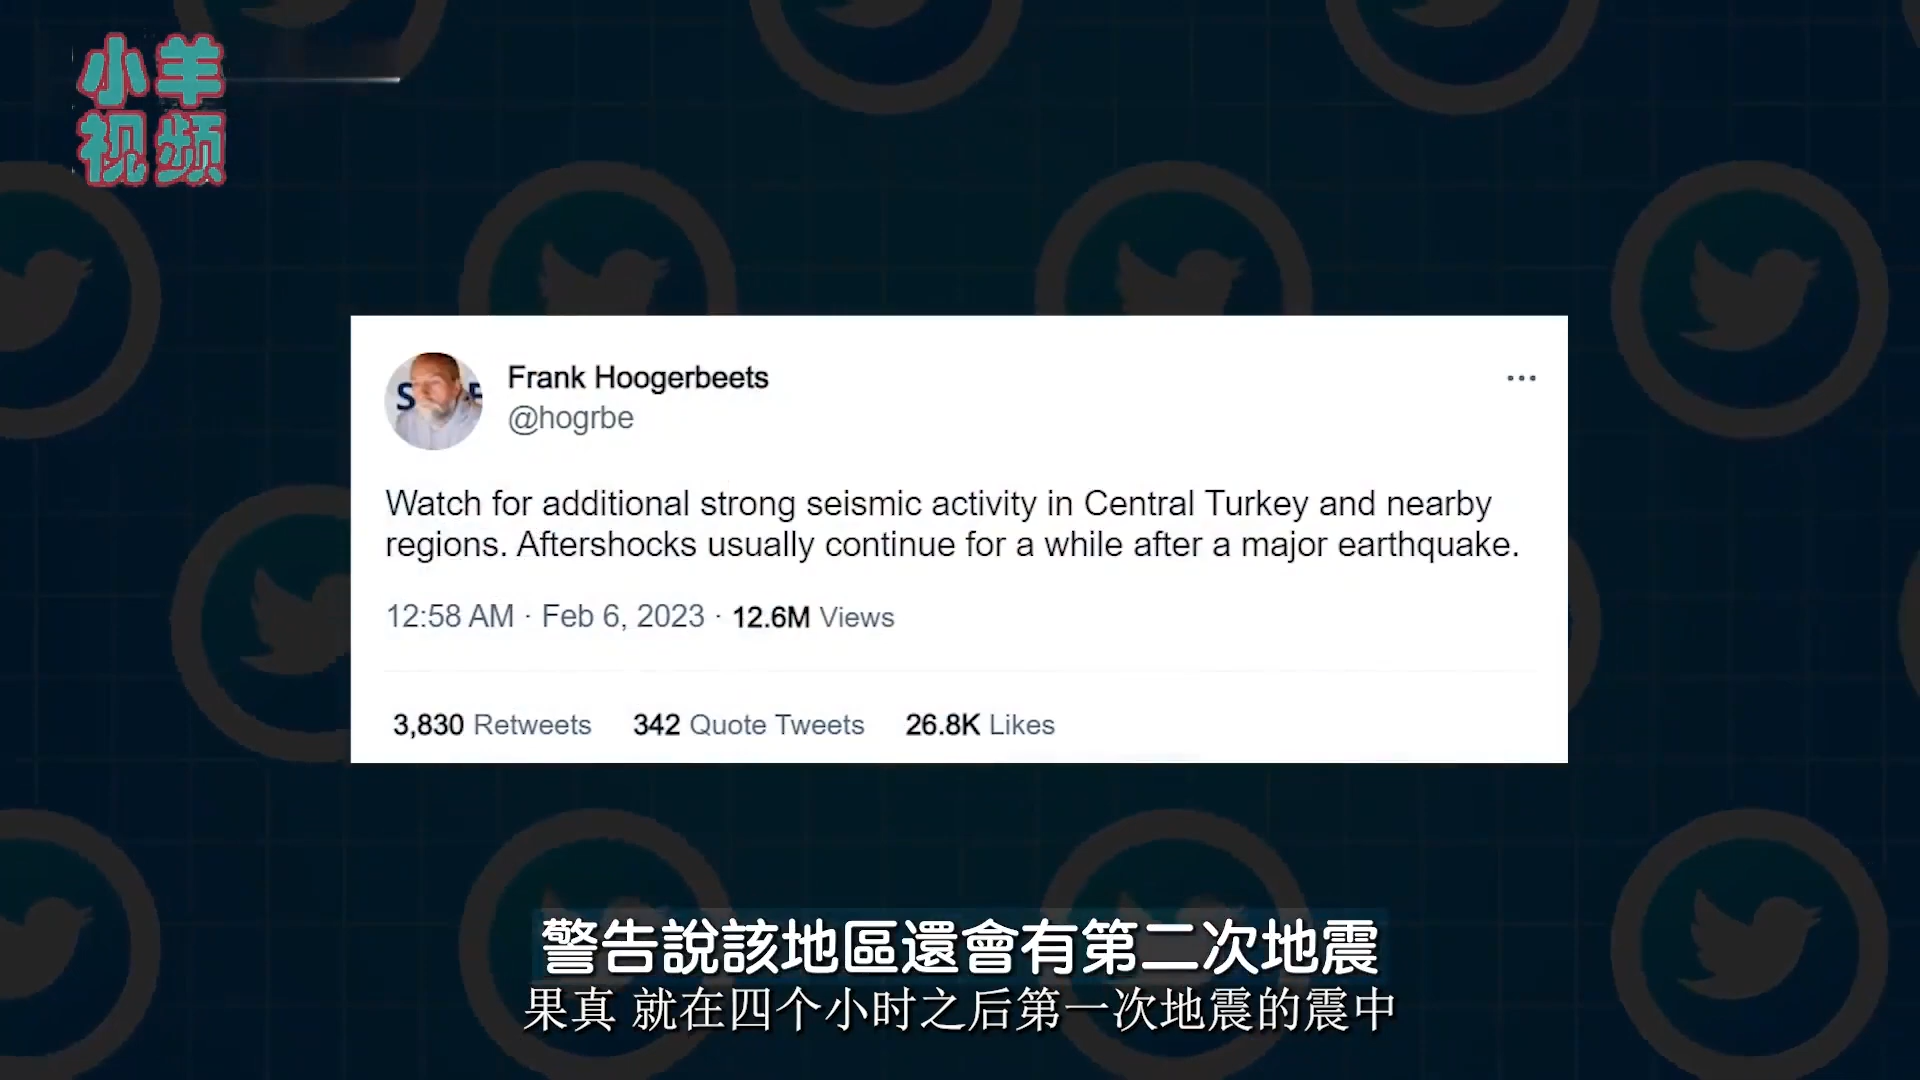 小羊
视频
Frank Hoogerbeets
@hogrbe
Watch for additional strong seismic activity in Central Turkey and nearby
regions. Aftershocks usually continue for a while after a major earthquake.
12:58 AM · Feb 6, 2023 · 12.6M Views
3,830 Retweets 342 Quote Tweets 26.8K Likes
警告說該地區還會有第二次地震
果真 就在四个小时之后第一次地震的震中